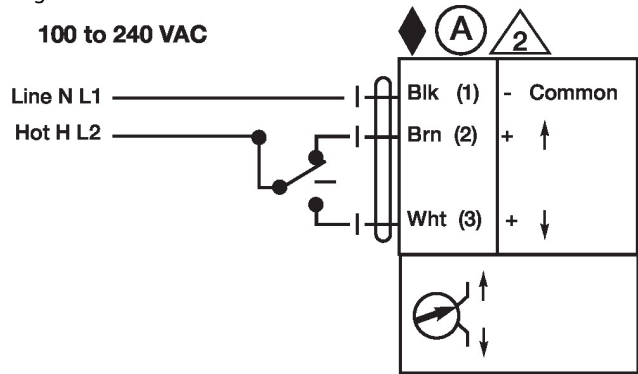 100 to 240 VAC
A
2
Line N L1
Blk (1) - Common
Hot H L2
Brn (2) +
Wht (3) +